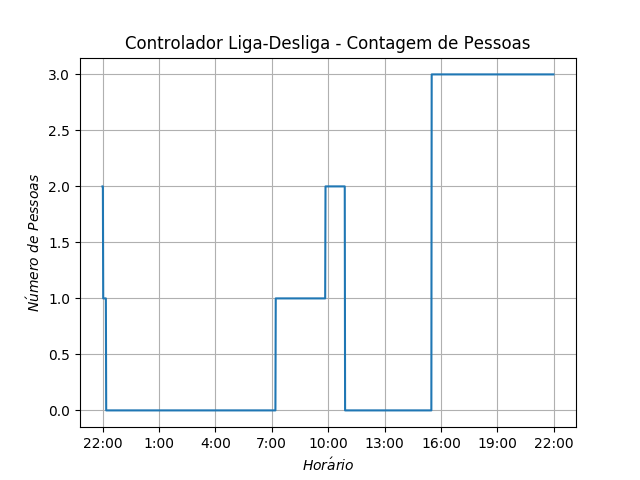 Controlador Liga-Desliga - Contagem de Pessoas
3.0
2.5
2.0
1.5
1.0
0.5
0.0
Número de Pessoas
22:00 1:00 4:00 7:00 10:00 13:00 16:00 19:00 22:00
Horário